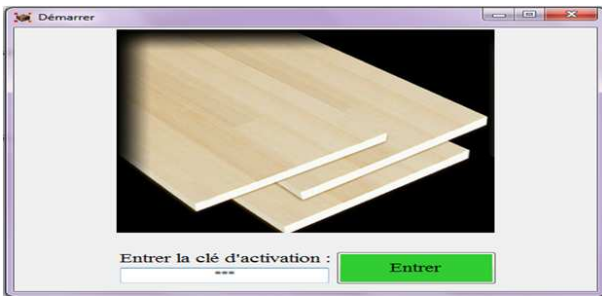 Démarrer
Entrer la clé d'activation :
***
Entrer